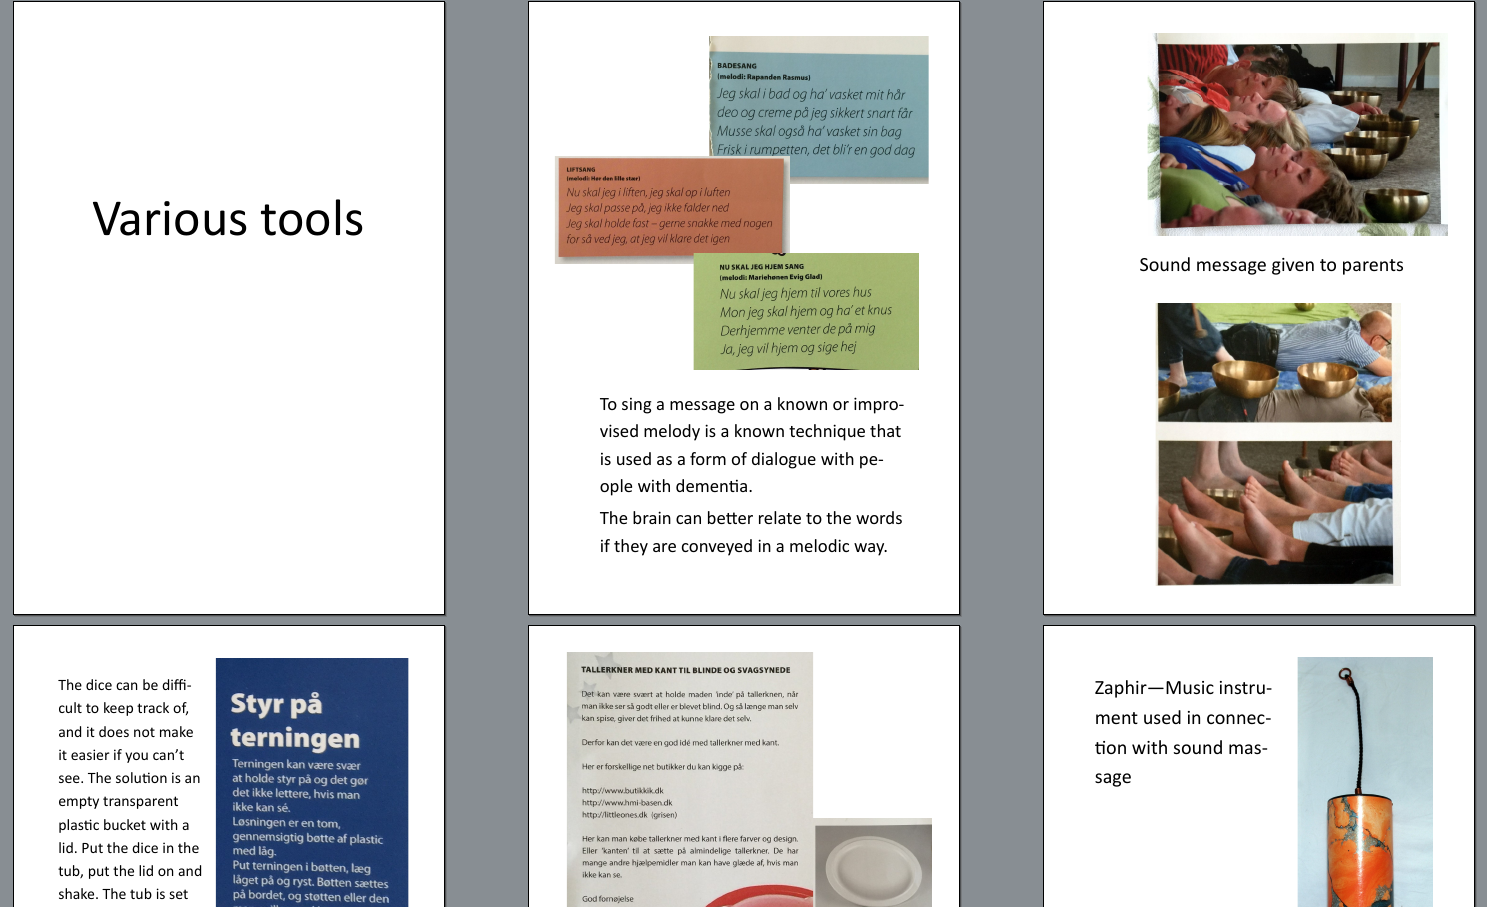 Various tools
BADESANG
(melodi: Rapanden Rasmus)
Jeg skal i bad og ha' vasket mit hår
deo og creme på jeg sikkert snart får
Musse skal også ha' vasket sin bag
Frisk i rumpetten, det bli'r en god dag
LIFTSANG
(melodi: Hør den lille stær)
Nu skal jeg i liften, jeg skal op i luften
Jeg skal passe på, jeg ikke falder ned
Jeg skal holde fast – gerne snakke med nogen
for så ved jeg, at jeg vil klare det igen
NU SKAL JEG HJEM SANG
(melodi: Mariehønen Evig Glad)
Nu skal jeg hjem til vores hus
Mon jeg skal hjem og ha' et knus
Derhjemme venter de på mig
Ja, jeg vil hjem og sige hej
To sing a message on a known or impro-
vised melody is a known technique that
is used as a form of dialogue with pe-
ople with dementia.
The brain can better relate to the words
if they are conveyed in a melodic way.
Sound message given to parents
The dice can be diffi-
cult to keep track of,
and it does not make
it easier if you can't
see. The solution is an
empty transparent
plastic bucket with a
lid. Put the dice in the
tub, put the lid on and
shake. The tub is set
Styr på
terningen
Terningen kan være svær
at holde styr på og det gør
det ikke lettere, hvis man
ikke kan sé.
Løsningen er en tom,
gennemsigtig bøtte af plastic
med låg.
Put terningen i bøtten, læg
låget på og ryst. Bøtten sættes
på bordet, og støtten eller den
TALLERKNER MED KANT TIL BLINDE OG SVAGSYNEDE
Det kan være svært at holde maden 'inde' på tallerknen, når
man ikke ser så godt eller er blevet blind. Og så længe man selv
kan spise, giver det frihed at kunne klare det selv.
Derfor kan det være en god idé med tallerkner med kant.
Her er forskellige net butikker du kan kigge på:
http://www.butikkik.dk
http://www.hmi-basen.dk
http://littleones.dk (grisen)
Her kan man købe tallerkner med kant i flere farver og design.
Eller 'kanten' til at sætte på almindelige tallerkner. De har
mange andre hjælpemidler man kan have glæde af, hvis man
ikke kan se.
God fornøjelse
Zaphir—Music instru-
ment used in connec-
tion with sound mas-
sage